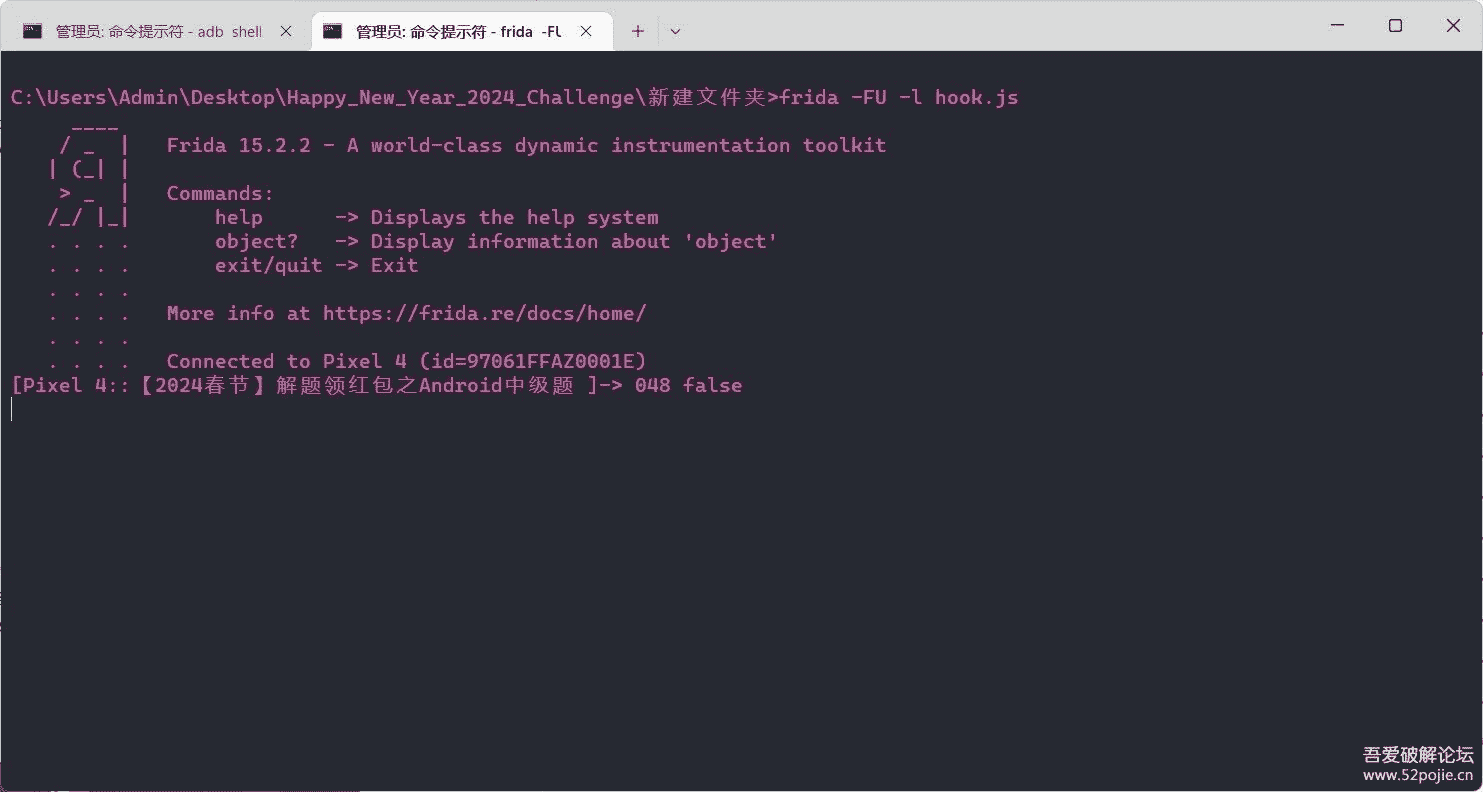 管理员: 命令提示符 - adb shell
管理员: 命令提示符 - frida -FU
C:\Users\Admin\Desktop\Happy_New_Year_2024_Challenge\新建文件夹>frida -FU -l hook.js
     ____
    / _  |   Frida 15.2.2 - A world-class dynamic instrumentation toolkit
   | (_| |
    > _  |   Commands:
   /_/ |_|       help      -> Displays the help system
   . . . .       object?   -> Display information about 'object'
   . . . .       exit/quit -> Exit
   . . . .
   . . . .   More info at https://frida.re/docs/home/
   . . . .
   . . . .   Connected to Pixel 4 (id=97061FFAZ0001E)
[Pixel 4::【2024春节】解题领红包之Android中级题 ]-> 048 false
吾爱破解论坛
www.52pojie.cn